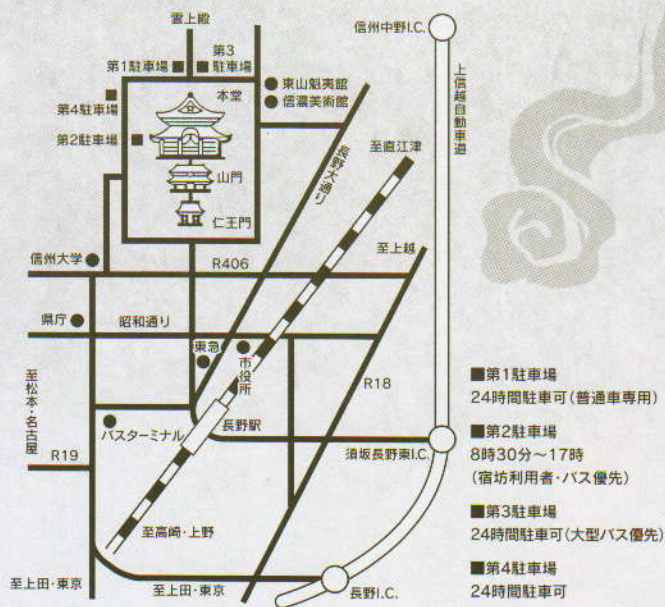 雲上殿
信州中野I.C.
第1駐車場
第3
駐車場
東山魁夷館
信濃美術館
上信越自動車道
第4駐車場
本堂
第2駐車場
至直江津
長野大通り
山門
仁王門
至上越
信州大学
R406
県庁
昭和通り
東急
市役所
R18
至松本・名古屋
バスターミナル
長野駅
須坂長野東I.C.
R19
至高崎・上野
至上田・東京
至上田・東京
長野I.C.
■第1駐車場
24時間駐車可(普通車専用)
■第2駐車場
8時30分～17時
(宿坊利用者・バス優先)
■第3駐車場
24時間駐車可(大型バス優先)
■第4駐車場
24時間駐車可